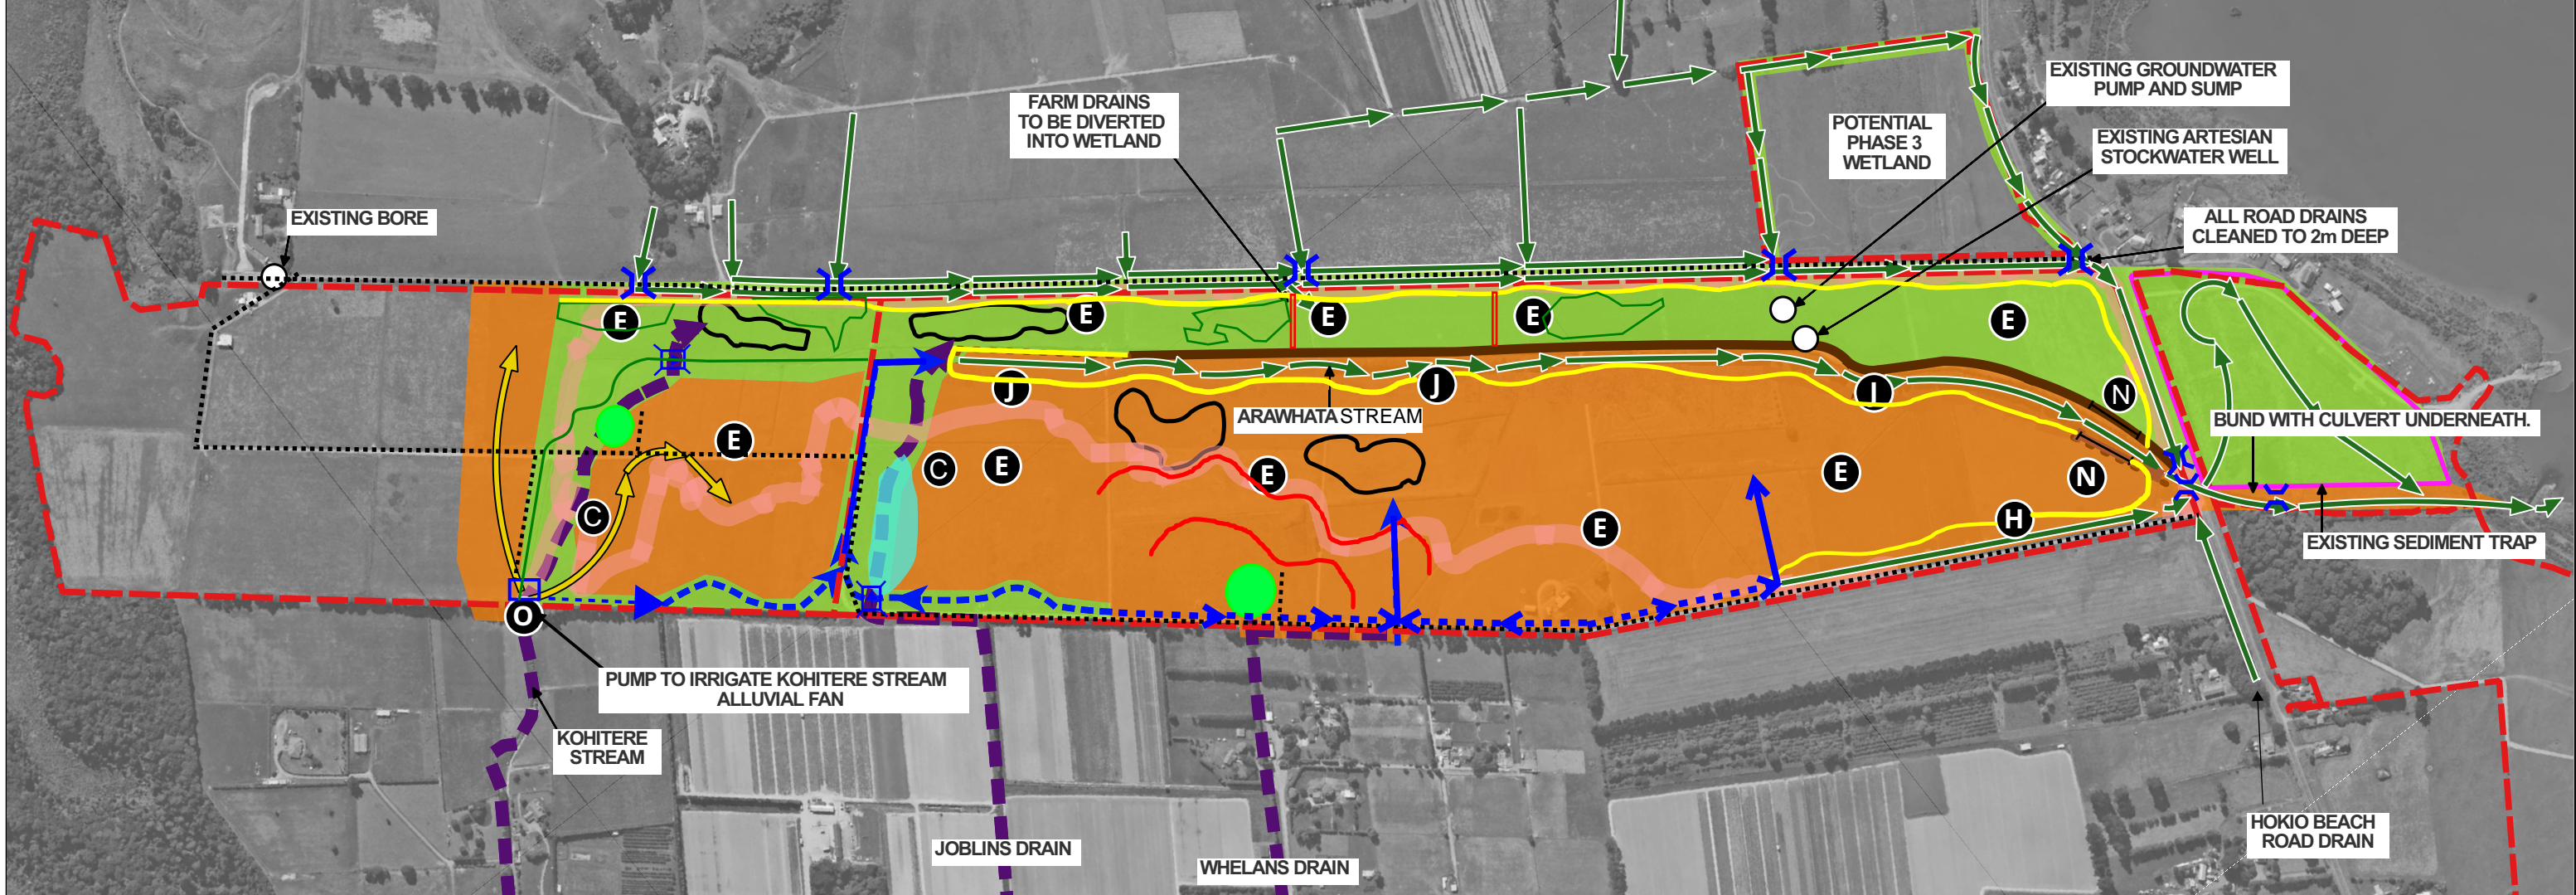 EXISTING GROUNDWATER
PUMP AND SUMP
FARM DRAINS
TO BE DIVERTED
INTO WETLAND
POTENTIAL
PHASE 3
WETLAND
EXISTING ARTESIAN
STOCKWATER WELL
EXISTING BORE
ALL ROAD DRAINS
CLEANED TO 2m DEEP
E
E
E
E
E
J
J
I
N
ARAWHATA STREAM
BUND WITH CULVERT UNDERNEATH.
E
C
E
E
E
N
C
H
E
EXISTING SEDIMENT TRAP
O
PUMP TO IRRIGATE KOHITERE STREAM
ALLUVIAL FAN
KOHITERE
STREAM
HOKIO BEACH
ROAD DRAIN
JOBLINS DRAIN
WHELANS DRAIN